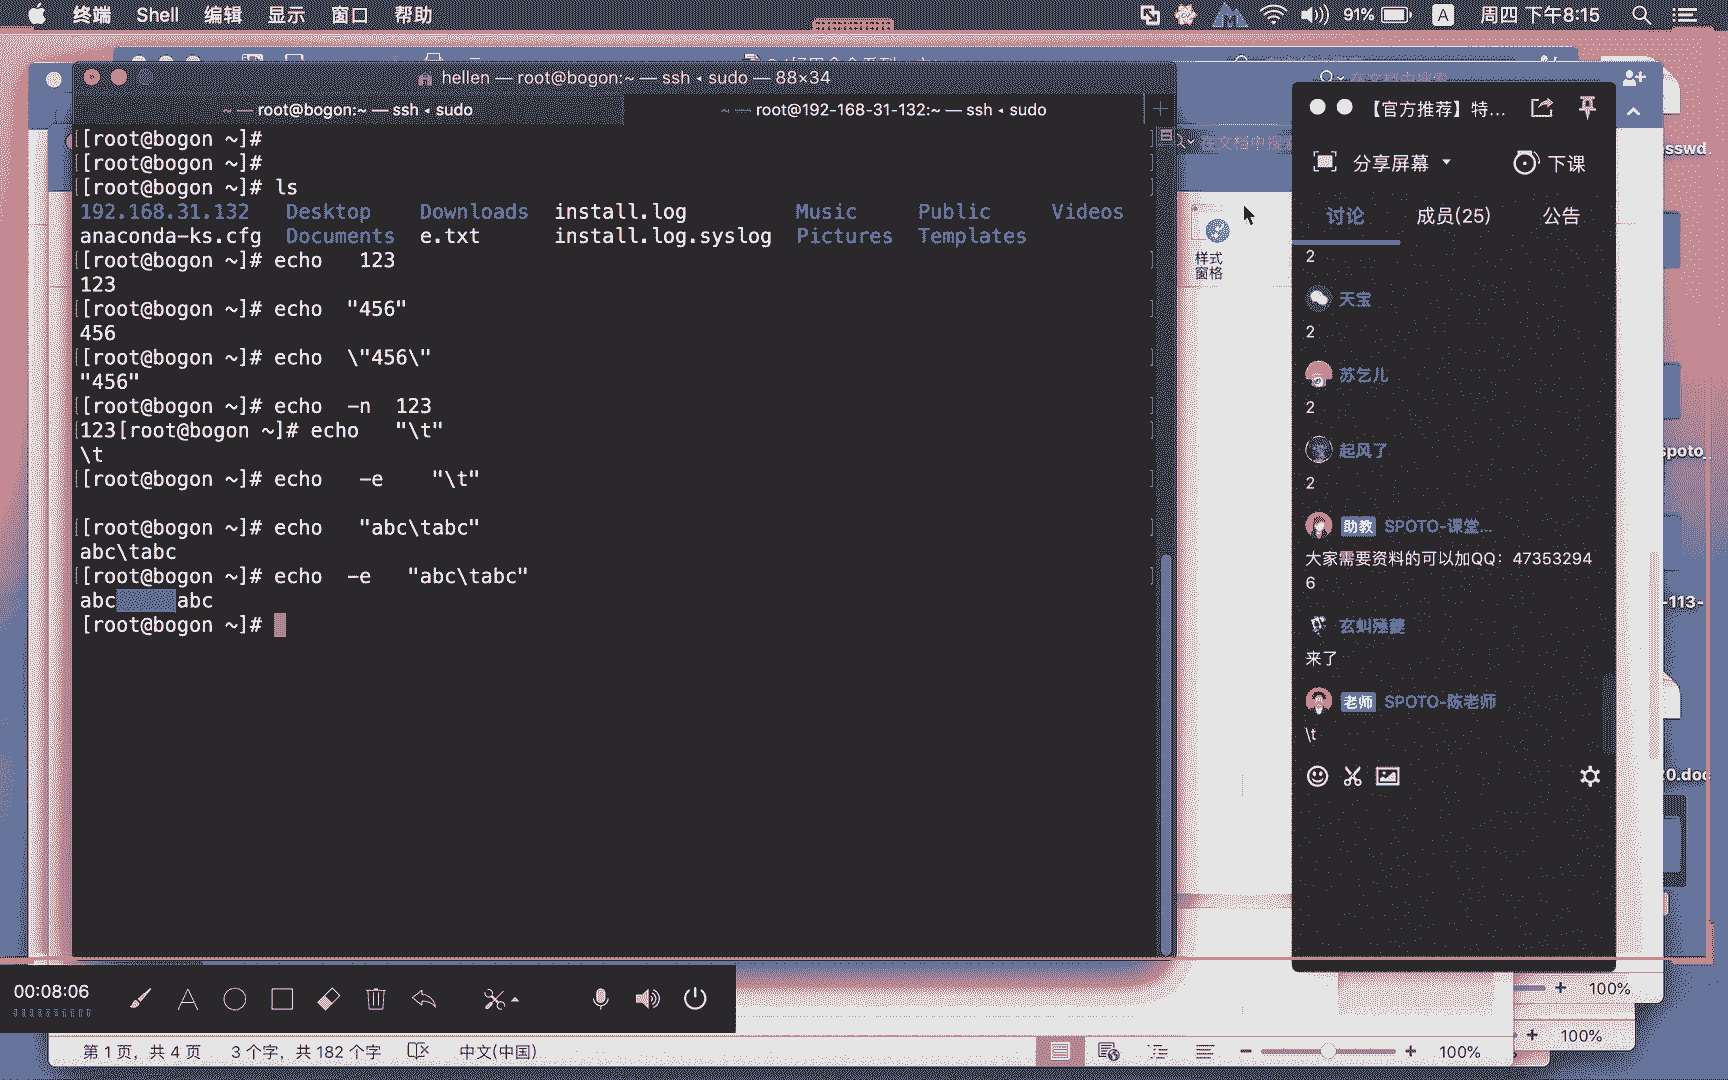 终端 Shell 编辑 显示 窗口 帮助
91% A 周四 下午8:15
hellen — root@bogon:~ — ssh ◂ sudo — 88×34
~ — root@bogon:~ — ssh ◂ sudo
~ — root@192-168-31-132:~ — ssh ◂ sudo
[root@bogon ~]#
[root@bogon ~]#
[root@bogon ~]# ls
192.168.31.132 Desktop Downloads install.log Music Public Videos
anaconda-ks.cfg Documents e.txt install.log.syslog Pictures Templates
[root@bogon ~]# echo   123
123
[root@bogon ~]# echo  "456"
456
[root@bogon ~]# echo  \"456\"
"456"
[root@bogon ~]# echo  -n  123
123[root@bogon ~]# echo   "\t"
\t
[root@bogon ~]# echo   -e    "\t"
[root@bogon ~]# echo   "abc\tabc"
abc\tabc
[root@bogon ~]# echo  -e   "abc\tabc"
abc     abc
[root@bogon ~]#
样式
窗格
【官方推荐】特...
分享屏幕 下课
讨论 成员(25) 公告
2
天宝
2
苏乞儿
2
起风了
2
助教 SPOTO-课堂...
大家需要资料的可以加QQ：47353294
6
来了
老师 SPOTO-陈老师
\t
sswd
spoto_
-113-
0.doc
00:08:06
100%
100%
第 1 页，共 4 页 3 个字，共 182 个字 中文(中国) 100%